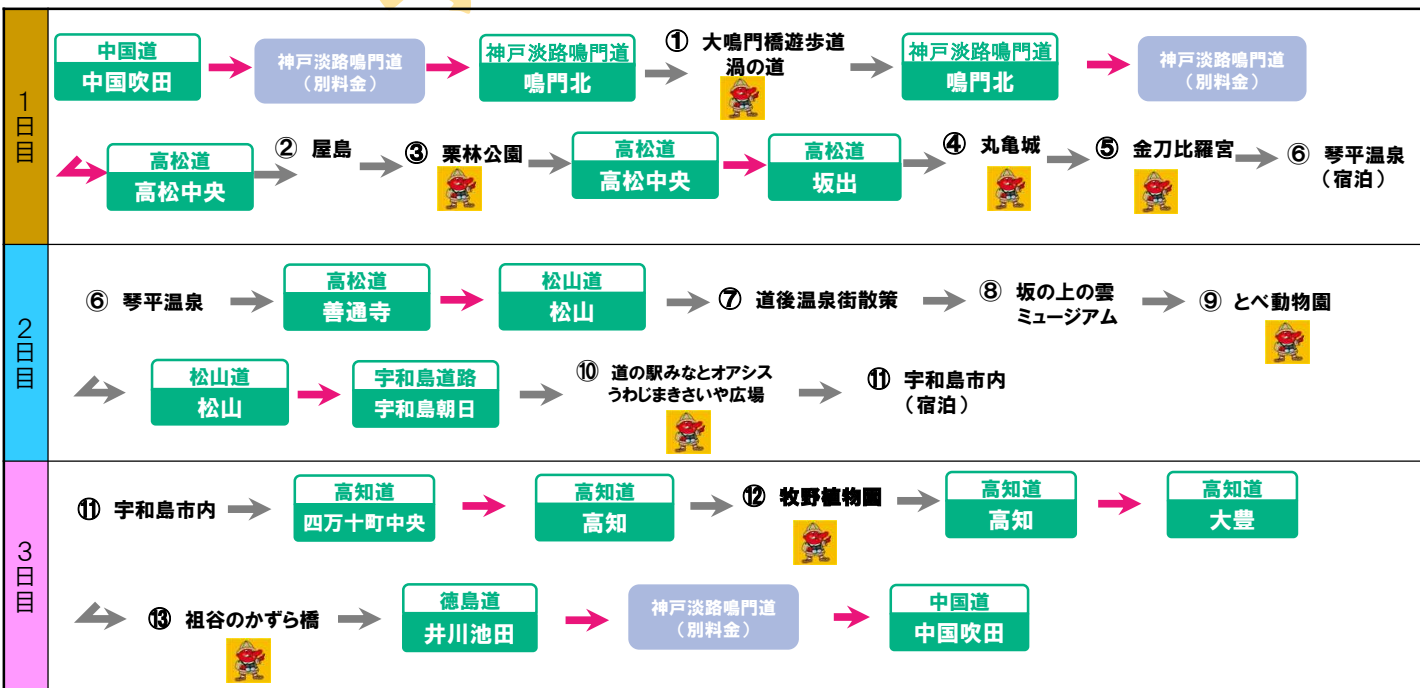 1日目
中国道
中国吹田
神戸淡路鳴門道
（別料金）
神戸淡路鳴門道
鳴門北
① 大鳴門橋遊歩道
渦の道
神戸淡路鳴門道
鳴門北
神戸淡路鳴門道
（別料金）
高松道
高松中央
② 屋島
③ 栗林公園
高松道
高松中央
高松道
坂出
④ 丸亀城
⑤ 金刀比羅宮
⑥ 琴平温泉
（宿泊）
2日目
⑥ 琴平温泉
高松道
善通寺
松山道
松山
⑦ 道後温泉街散策
⑧ 坂の上の雲
ミュージアム
⑨ とべ動物園
松山道
松山
宇和島道路
宇和島朝日
⑩ 道の駅みなとオアシス
うわじまきさいや広場
⑪ 宇和島市内
（宿泊）
3日目
⑪ 宇和島市内
高知道
四万十町中央
高知道
高知
⑫ 牧野植物園
高知道
高知
高知道
大豊
⑬ 祖谷のかずら橋
徳島道
井川池田
神戸淡路鳴門道
（別料金）
中国道
中国吹田